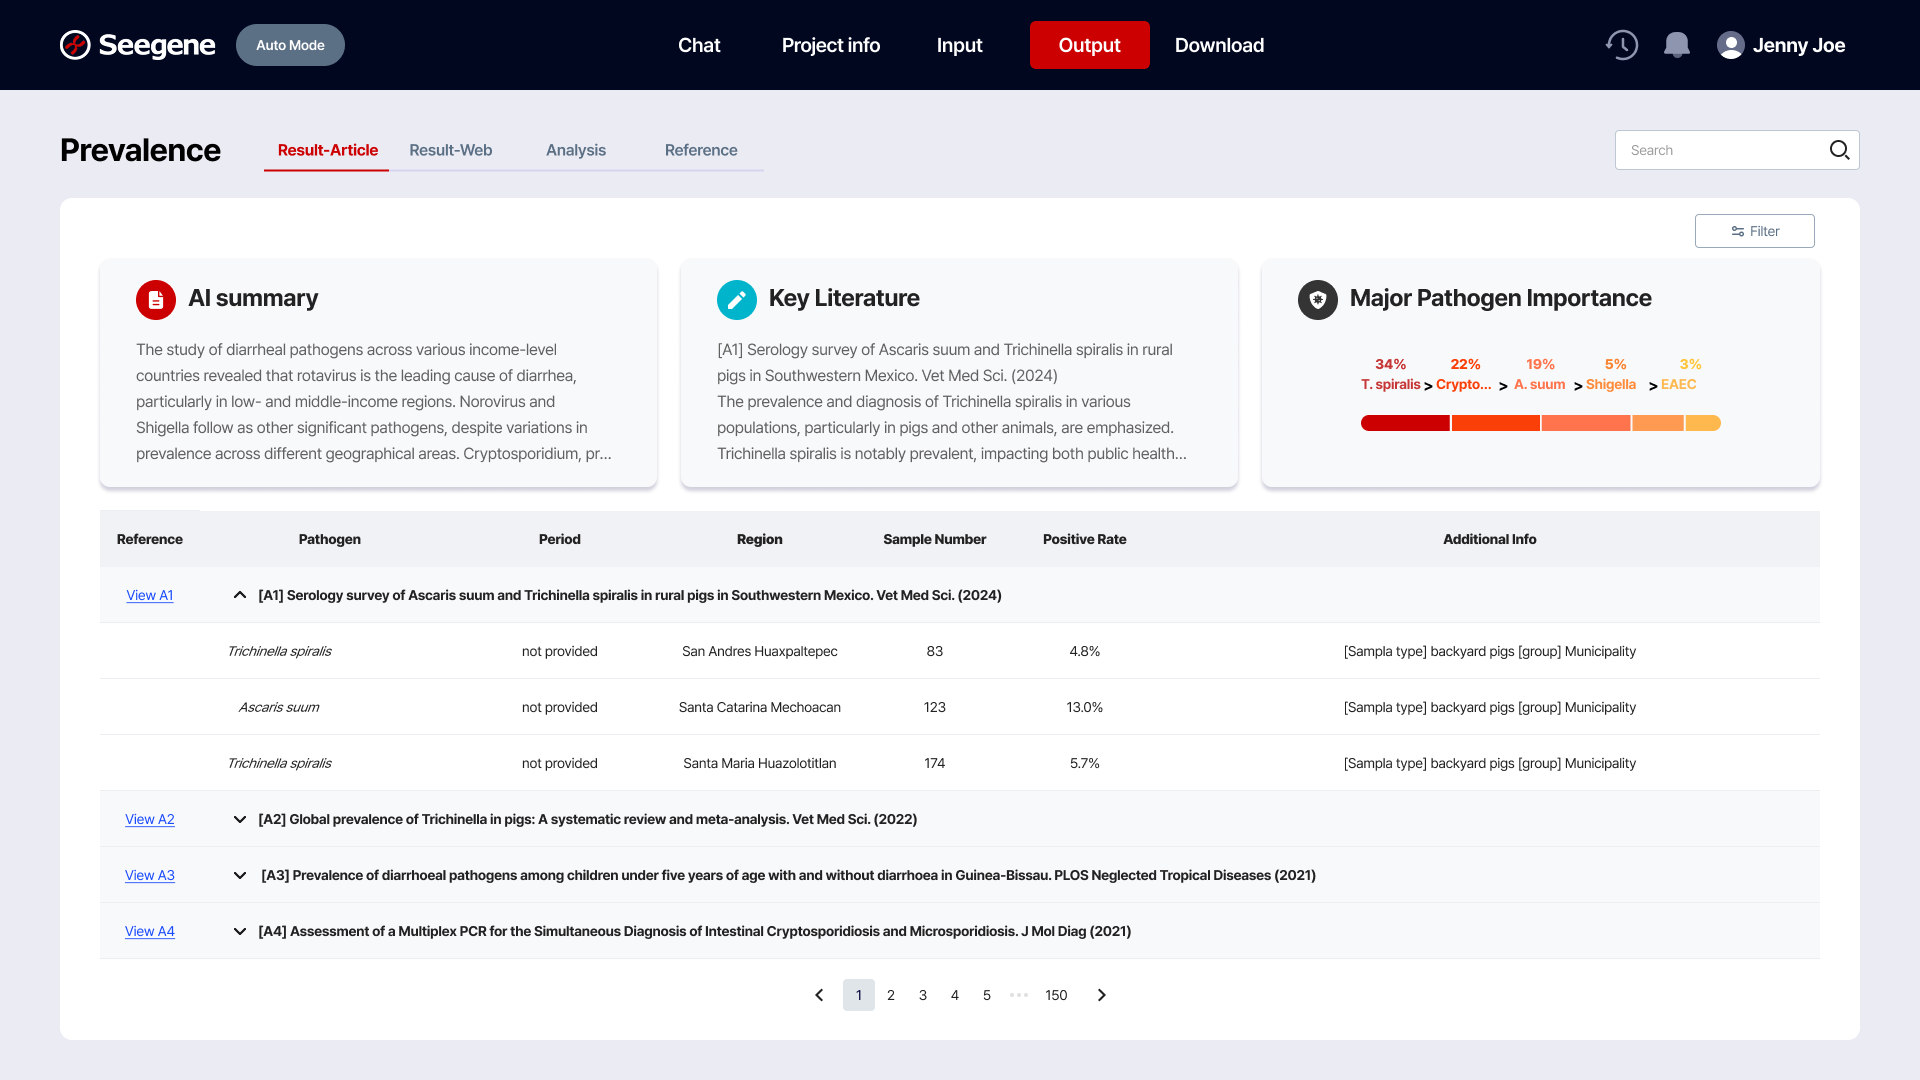 Seegene
Auto Mode
Chat
Project info
Input
Output
Download
Jenny Joe
Prevalence
Result-Article
Result-Web
Analysis
Reference
Search
Filter
AI summary
The study of diarrheal pathogens across various income-level
countries revealed that rotavirus is the leading cause of diarrhea,
particularly in low- and middle-income regions. Norovirus and
Shigella follow as other significant pathogens, despite variations in
prevalence across different geographical areas. Cryptosporidium, pr...
Key Literature
[A1] Serology survey of Ascaris suum and Trichinella spiralis in rural
pigs in Southwestern Mexico. Vet Med Sci. (2024)
The prevalence and diagnosis of Trichinella spiralis in various
populations, particularly in pigs and other animals, are emphasized.
Trichinella spiralis is notably prevalent, impacting both public health...
Major Pathogen Importance
34% 22% 19% 5% 3%
T. spiralis > Crypto... > A. suum > Shigella > EAEC
Reference Pathogen Period Region Sample Number Positive Rate Additional Info
View A1 [A1] Serology survey of Ascaris suum and Trichinella spiralis in rural pigs in Southwestern Mexico. Vet Med Sci. (2024)
Trichinella spiralis not provided San Andres Huaxpaltepec 83 4.8% [Sampla type] backyard pigs [group] Municipality
Ascaris suum not provided Santa Catarina Mechoacan 123 13.0% [Sampla type] backyard pigs [group] Municipality
Trichinella spiralis not provided Santa Maria Huazolotitlan 174 5.7% [Sampla type] backyard pigs [group] Municipality
View A2 [A2] Global prevalence of Trichinella in pigs: A systematic review and meta-analysis. Vet Med Sci. (2022)
View A3 [A3] Prevalence of diarrhoeal pathogens among children under five years of age with and without diarrhoea in Guinea-Bissau. PLOS Neglected Tropical Diseases (2021)
View A4 [A4] Assessment of a Multiplex PCR for the Simultaneous Diagnosis of Intestinal Cryptosporidiosis and Microsporidiosis. J Mol Diag (2021)
1 2 3 4 5 ... 150